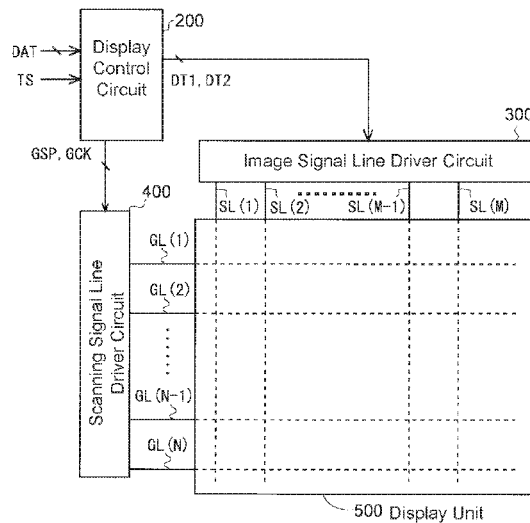 200
DAT
TS
Display
Control
Circuit
DT1, DT2
GSP, GCK
300
Image Signal Line Driver Circuit
SL(1)
SL(2)
SL(M-1)
SL(M)
400
Scanning Signal Line
Driver Circuit
GL(1)
GL(2)
GL(N-1)
GL(N)
500 Display Unit